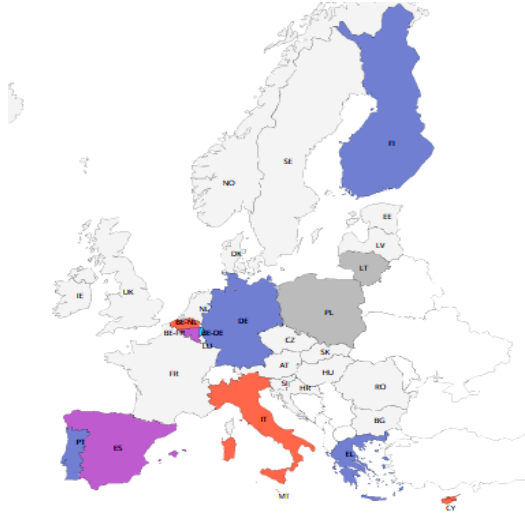 FI
SE
NO
EE
LV
DK
LT
IE
UK
NL
DE
PL
BE-NL
BE-FR
BE-DE
LU
CZ
SK
FR
AT
HU
SI
HR
RO
IT
BG
PT
ES
EL
MT
CY